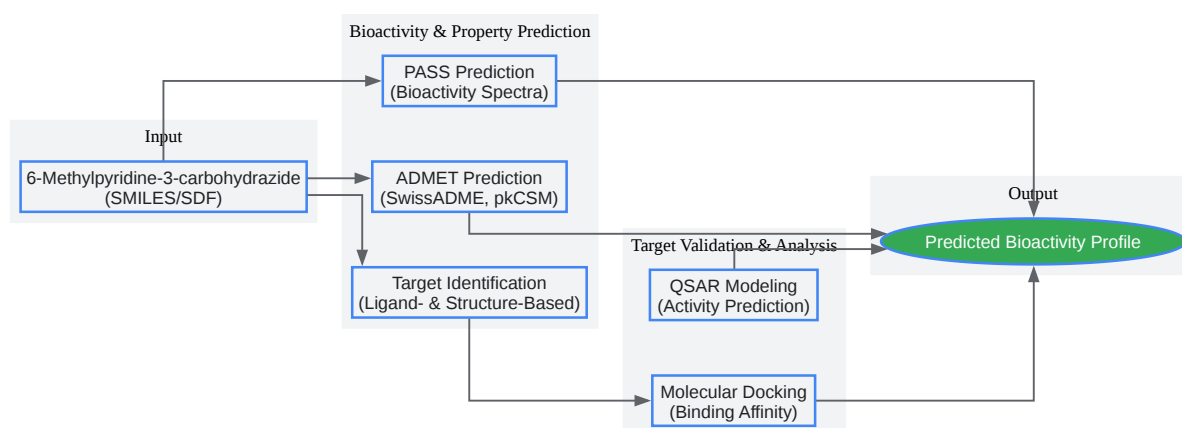 Bioactivity & Property Prediction
PASS Prediction
(Bioactivity Spectra)
Input
6-Methylpyridine-3-carbohydrazide
(SMILES/SDF)
ADMET Prediction
(SwissADME, pkCSM)
Target Identification
(Ligand- & Structure-Based)
Target Validation & Analysis
QSAR Modeling
(Activity Prediction)
Molecular Docking
(Binding Affinity)
Output
Predicted Bioactivity Profile